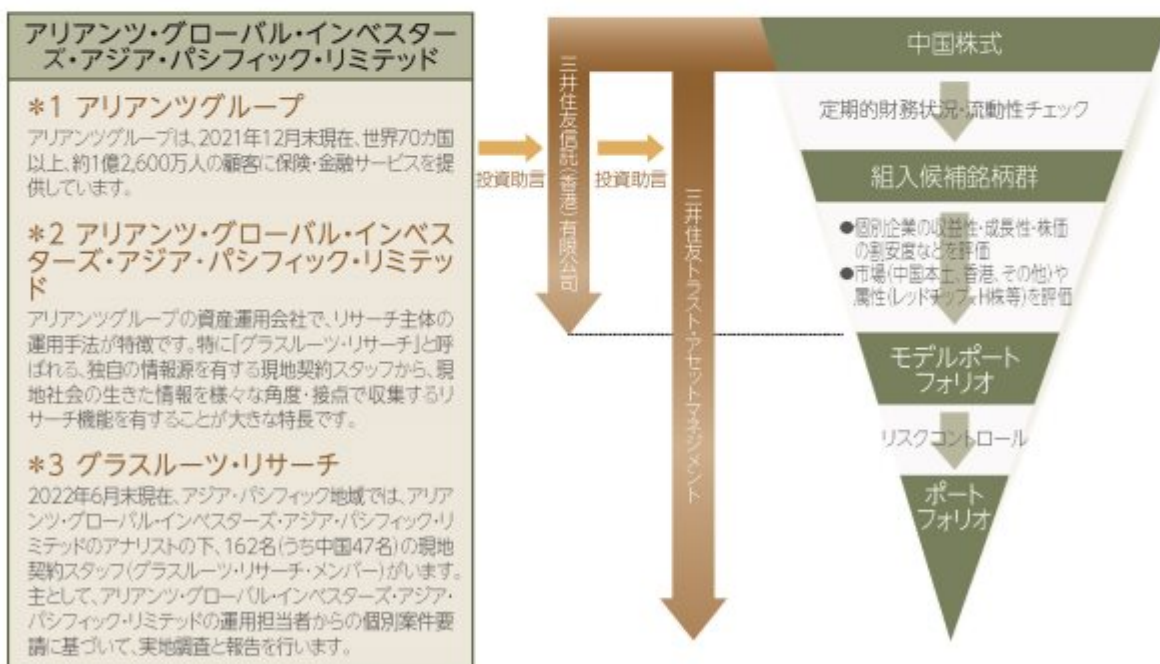 アリアンツ・グローバル・インベスター
ズ・アジア・パシフィック・リミテッド
*1 アリアンツグループ
アリアンツグループは、2021年12月末現在、世界70カ国
以上、約1億2,600万人の顧客に保険・金融サービスを提
供しています。
*2 アリアンツ・グローバル・インベス
ターズ・アジア・パシフィック・リミテッ
ド
アリアンツグループの資産運用会社で、リサーチ主体の
運用手法が特徴です。特に「グラスルーツ・リサーチ」と呼
ばれる、独自の情報源を有する現地契約スタッフから、現
地社会の生きた情報を様々な角度・接点で収集するリ
サーチ機能を有することが大きな特長です。
*3 グラスルーツ・リサーチ
2022年6月末現在、アジア・パシフィック地域では、アリア
ンツ・グローバル・インベスターズ・アジア・パシフィック・リ
ミテッドのアナリストの下、162名(うち中国47名)の現地
契約スタッフ(グラスルーツ・リサーチ・メンバー)がいます。
主として、アリアンツ・グローバル・インベスターズ・アジア・
パシフィック・リミテッドの運用担当者からの個別案件要
請に基づいて、実地調査と報告を行います。
投資助言
三井住友信託(香港)有限公司
投資助言
三井住友トラスト・アセットマネジメント
中国株式
定期的財務状況・流動性チェック
組入候補銘柄群
●個別企業の収益性・成長性・株価
の割安度などを評価
●市場(中国本土、香港、その他)や
属性(レッドチップ、H株等)を評価
モデルポート
フォリオ
リスクコントロール
ポート
フォリオ